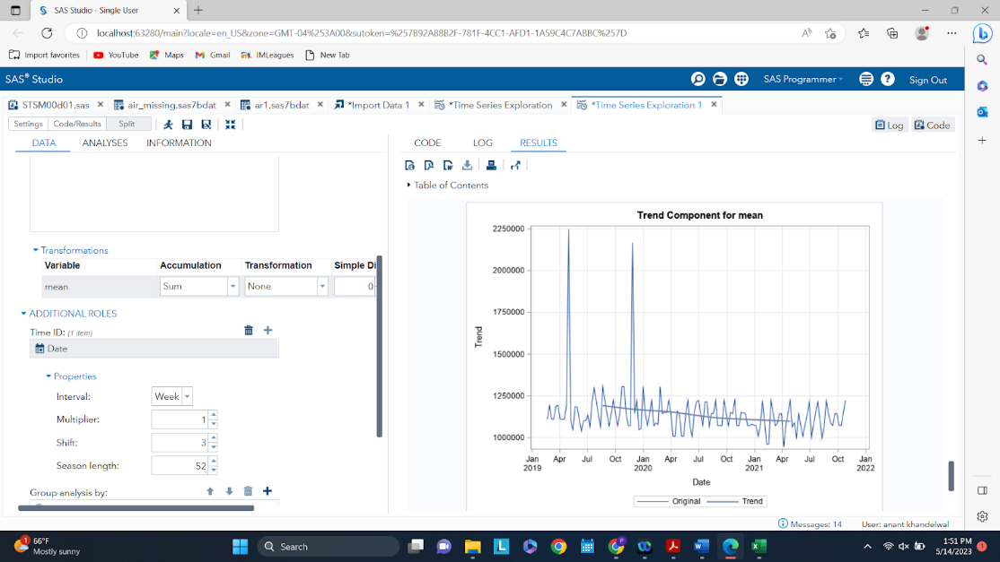 SAS Studio - Single User
localhost:63280/main?locale=en_US&zone=GMT-04%253A00&sutoken=%257B92A88B2F-781F-4CC1-AFD1-1A59C4C7ABBC%257D
Import favorites YouTube Maps Gmail IMLeagues New Tab
SAS® Studio SAS Programmer Sign Out
STSM00d01.sas air_missing.sas7bdat ar1.sas7bdat *Import Data 1 *Time Series Exploration *Time Series Exploration 1
Settings Code/Results Split Log Code
DATA ANALYSES INFORMATION CODE LOG RESULTS
Table of Contents
Transformations
Variable Accumulation Transformation Simple Di
mean Sum None 0
ADDITIONAL ROLES
Time ID: (1 item)
Date
Properties
Interval: Week
Multiplier: 1
Shift: 3
Season length: 52
Group analysis by:
Trend Component for mean
2250000
2000000
1750000
1500000
1250000
1000000
Trend
Jan Apr Jul Oct Jan Apr Jul Oct Jan Apr Jul Oct Jan
2019 2020 2021 2022
Date
Original Trend
Messages: 14 User: anant khandelwal
1
66°F
Mostly sunny
Search
1:51 PM
5/14/2023
1